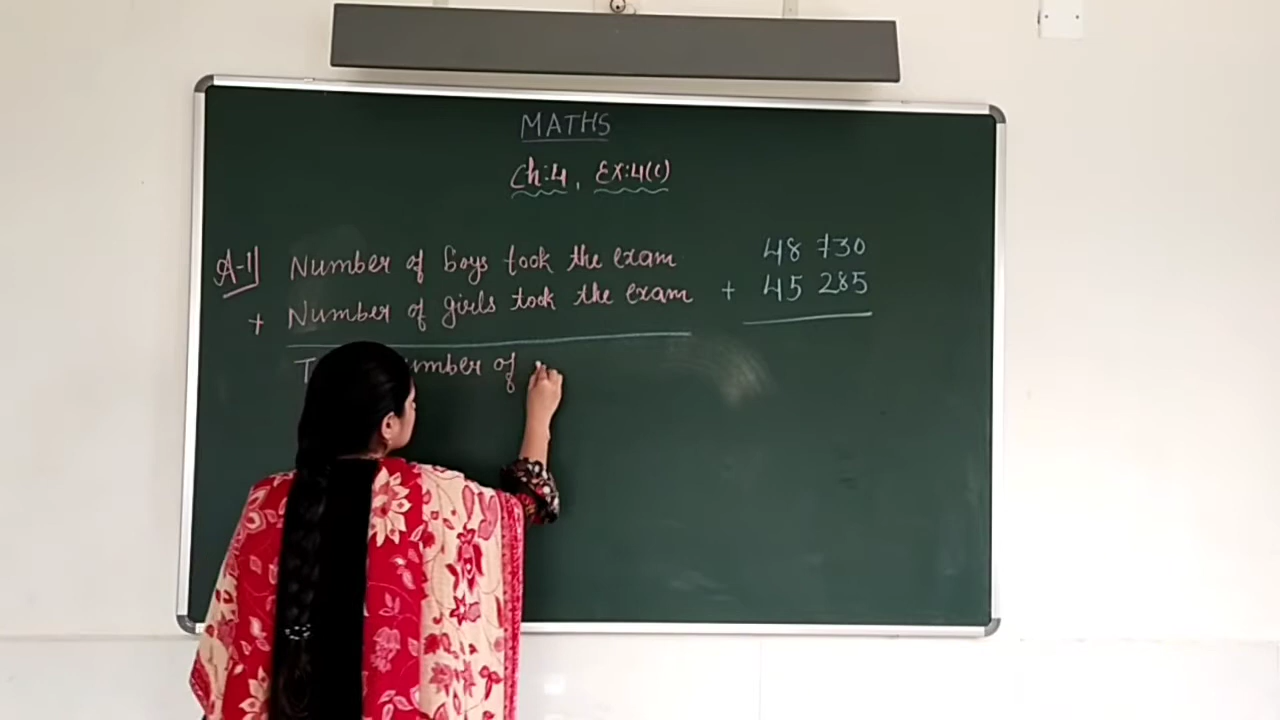 MATHS
Ch:4, Ex:4(c)
A-1] Number of boys took the exam 48 730
+ Number of girls took the exam + 45 285
number of